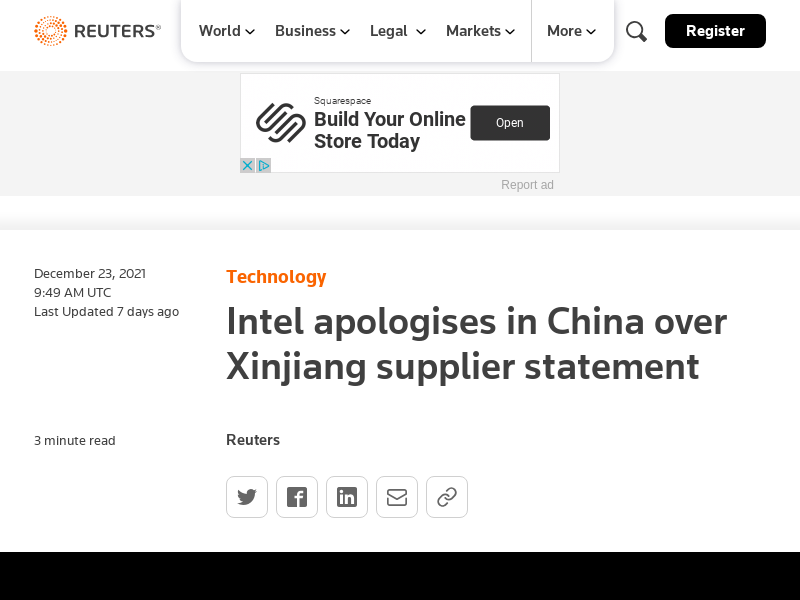 REUTERS®
World
Business
Legal
Markets
More
Register
Squarespace
Build Your Online
Store Today
Open
Report ad
December 23, 2021
9:49 AM UTC
Last Updated 7 days ago
Technology
Intel apologises in China over
Xinjiang supplier statement
3 minute read
Reuters